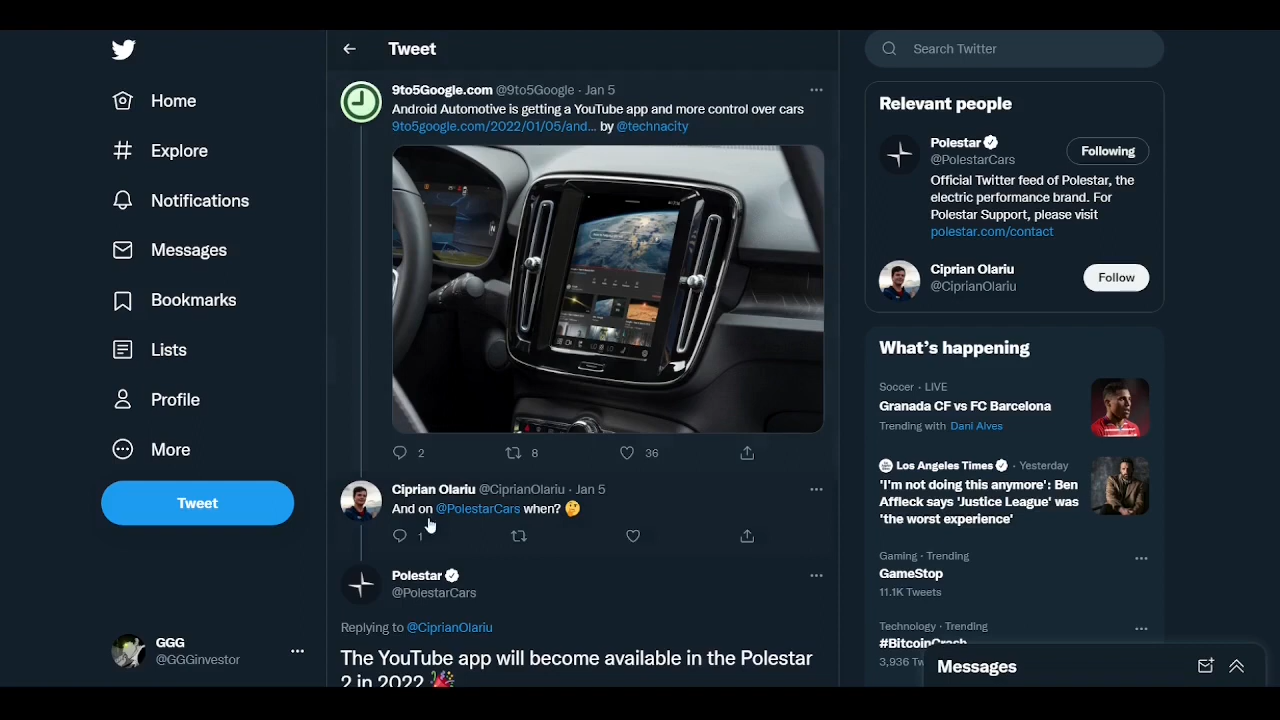 Home
Explore
Notifications
Messages
Bookmarks
Lists
Profile
More
Tweet
GGG
@GGGinvestor
Tweet
9to5Google.com @9to5Google · Jan 5
Android Automotive is getting a YouTube app and more control over cars
9to5google.com/2022/01/05/and... by @technacity
2 8 36
Ciprian Olariu @CiprianOlariu · Jan 5
And on @PolestarCars when? 🤔
1
Polestar
@PolestarCars
Replying to @CiprianOlariu
The YouTube app will become available in the Polestar
2 in 2022 🎉
Search Twitter
Relevant people
Polestar
@PolestarCars
Following
Official Twitter feed of Polestar, the
electric performance brand. For
Polestar Support, please visit
polestar.com/contact
Ciprian Olariu
@CiprianOlariu
Follow
What's happening
Soccer · LIVE
Granada CF vs FC Barcelona
Trending with Dani Alves
Los Angeles Times · Yesterday
'I'm not doing this anymore': Ben
Affleck says 'Justice League' was
'the worst experience'
Gaming · Trending
GameStop
11.1K Tweets
Technology · Trending
#BitcoinCrash
3,936 Tw
Messages